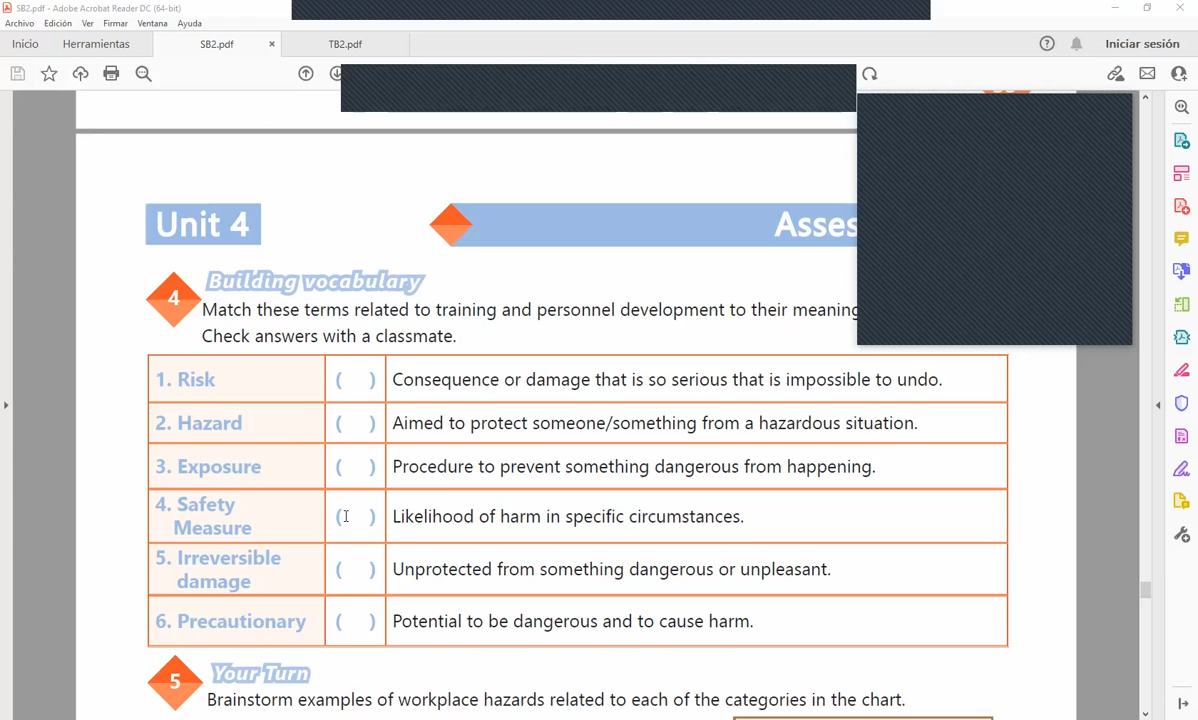 SB2.pdf - Adobe Acrobat Reader DC (64-bit)
Archivo Edición Ver Firmar Ventana Ayuda
Inicio Herramientas SB2.pdf × TB2.pdf Iniciar sesión
Unit 4
Asses
4 Building vocabulary
Match these terms related to training and personnel development to their meaning
Check answers with a classmate.
1. Risk ( ) Consequence or damage that is so serious that is impossible to undo.
2. Hazard ( ) Aimed to protect someone/something from a hazardous situation.
3. Exposure ( ) Procedure to prevent something dangerous from happening.
4. Safety
Measure ( ) Likelihood of harm in specific circumstances.
5. Irreversible
damage ( ) Unprotected from something dangerous or unpleasant.
6. Precautionary ( ) Potential to be dangerous and to cause harm.
5 Your Turn
Brainstorm examples of workplace hazards related to each of the categories in the chart.